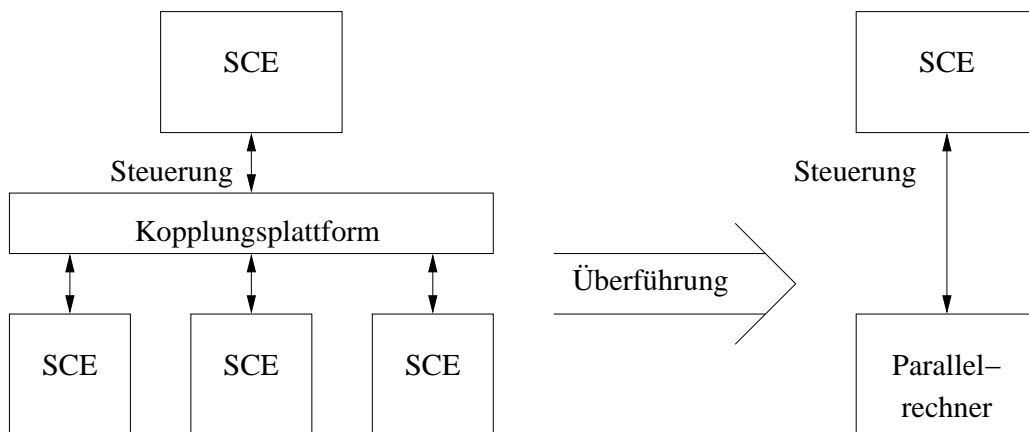 SCE
Steuerung
Kopplungsplattform
SCE
SCE
SCE
Überführung
SCE
Steuerung
Parallel–
rechner